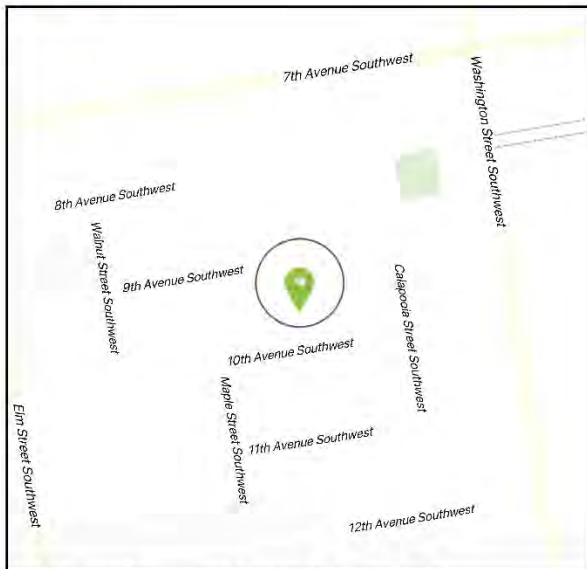 7th Avenue Southwest
Washington Street Southwest
8th Avenue Southwest
Walnut Street Southwest
9th Avenue Southwest
Calapooia Street Southwest
10th Avenue Southwest
Maple Street Southwest
Elm Street Southwest
11th Avenue Southwest
12th Avenue Southwest